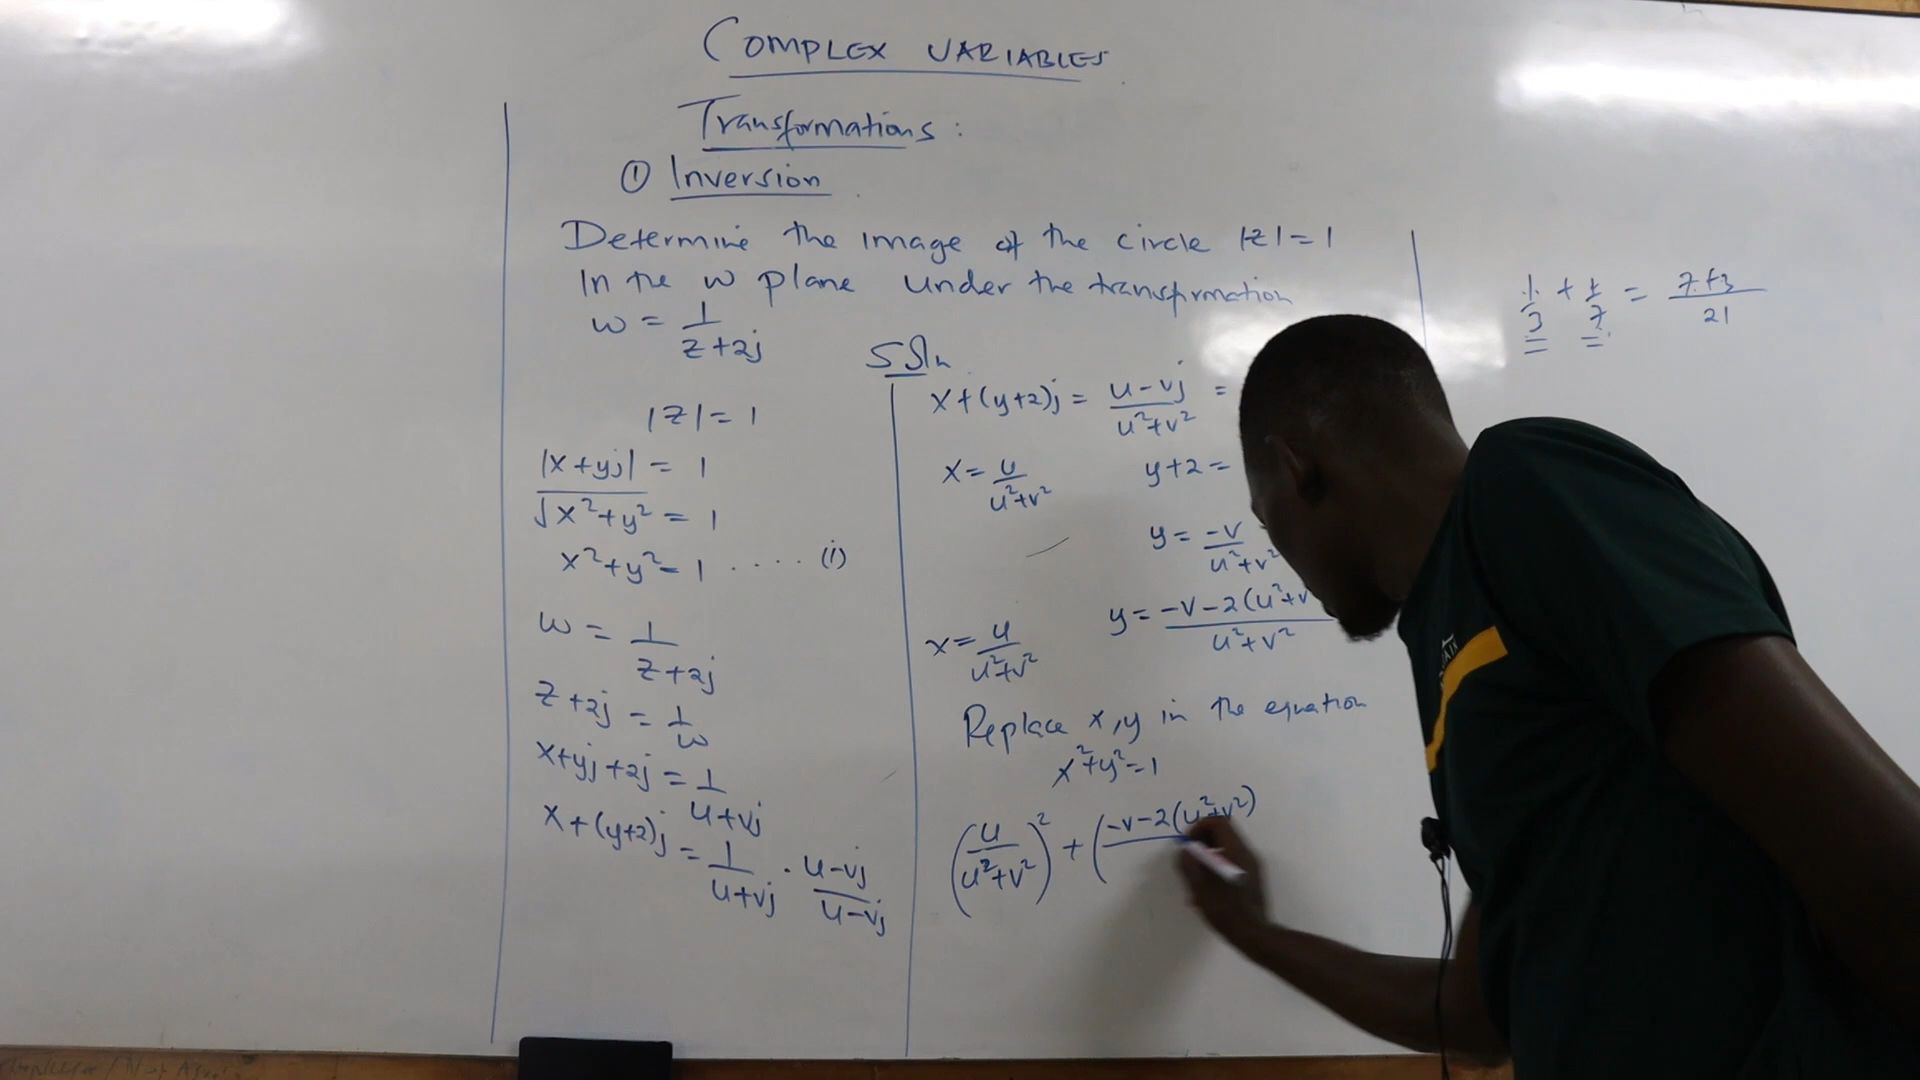 COMPLEX VARIABLES
Transformations:
① Inversion
Determine the image of the circle |z| = 1
In the w plane under the transformation
w = 1/(z+2j)
Soln
|z| = 1
|x+yj| = 1
√(x²+y²) = 1
x²+y² = 1 ..... (i)
w = 1/(z+2j)
z+2j = 1/w
x+yj+2j = 1/(u+vj)
x+(y+2)j = 1/(u+vj) · (u-vj)/(u-vj)
x+(y+2)j = (u-vj)/(u²+v²) =
x = u/(u²+v²) y+2 =
y = -v/(u²+v²
x = u/(u²+v²) y = (-v-2(u²+v)/(u²+v²)
Replace x,y in the equation
x²+y²=1
(u/(u²+v²))² + (-v-2(u²+v²)
1/3 + 1/7 = (7+3)/21